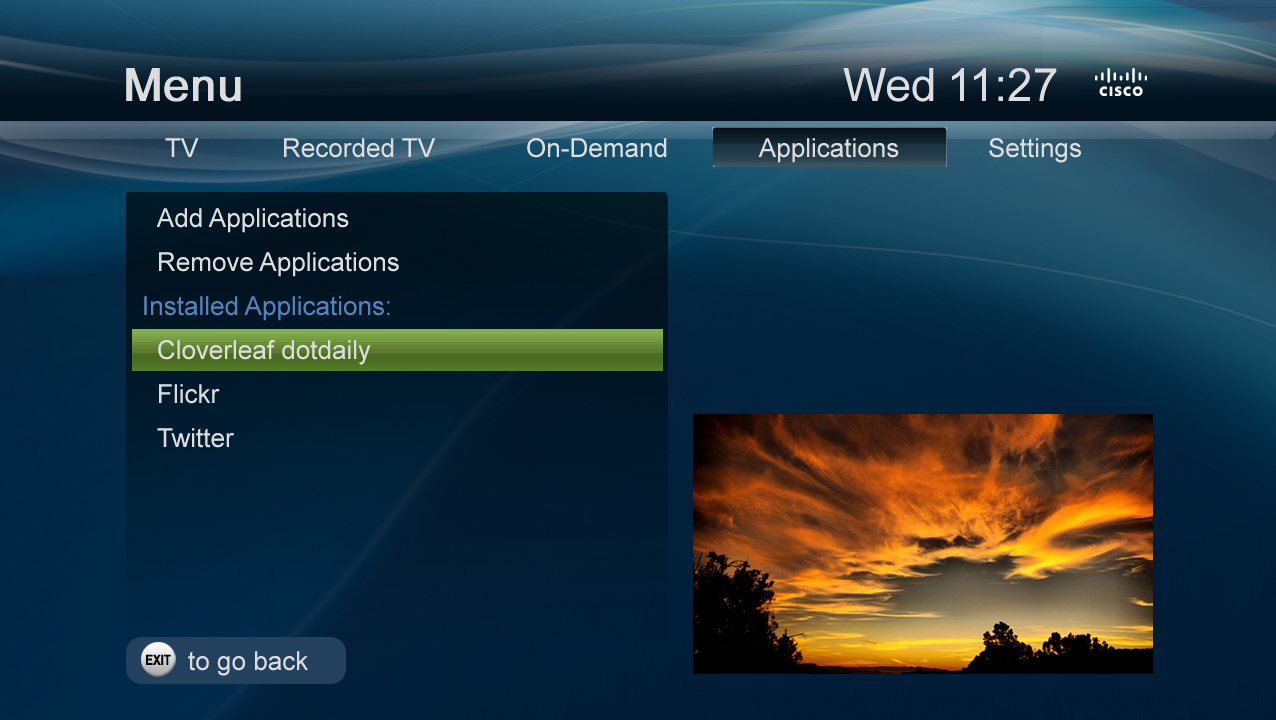 Menu
Wed 11:27
cisco
TV
Recorded TV
On-Demand
Applications
Settings
Add Applications
Remove Applications
Installed Applications:
Cloverleaf dotdaily
Flickr
Twitter
EXIT to go back